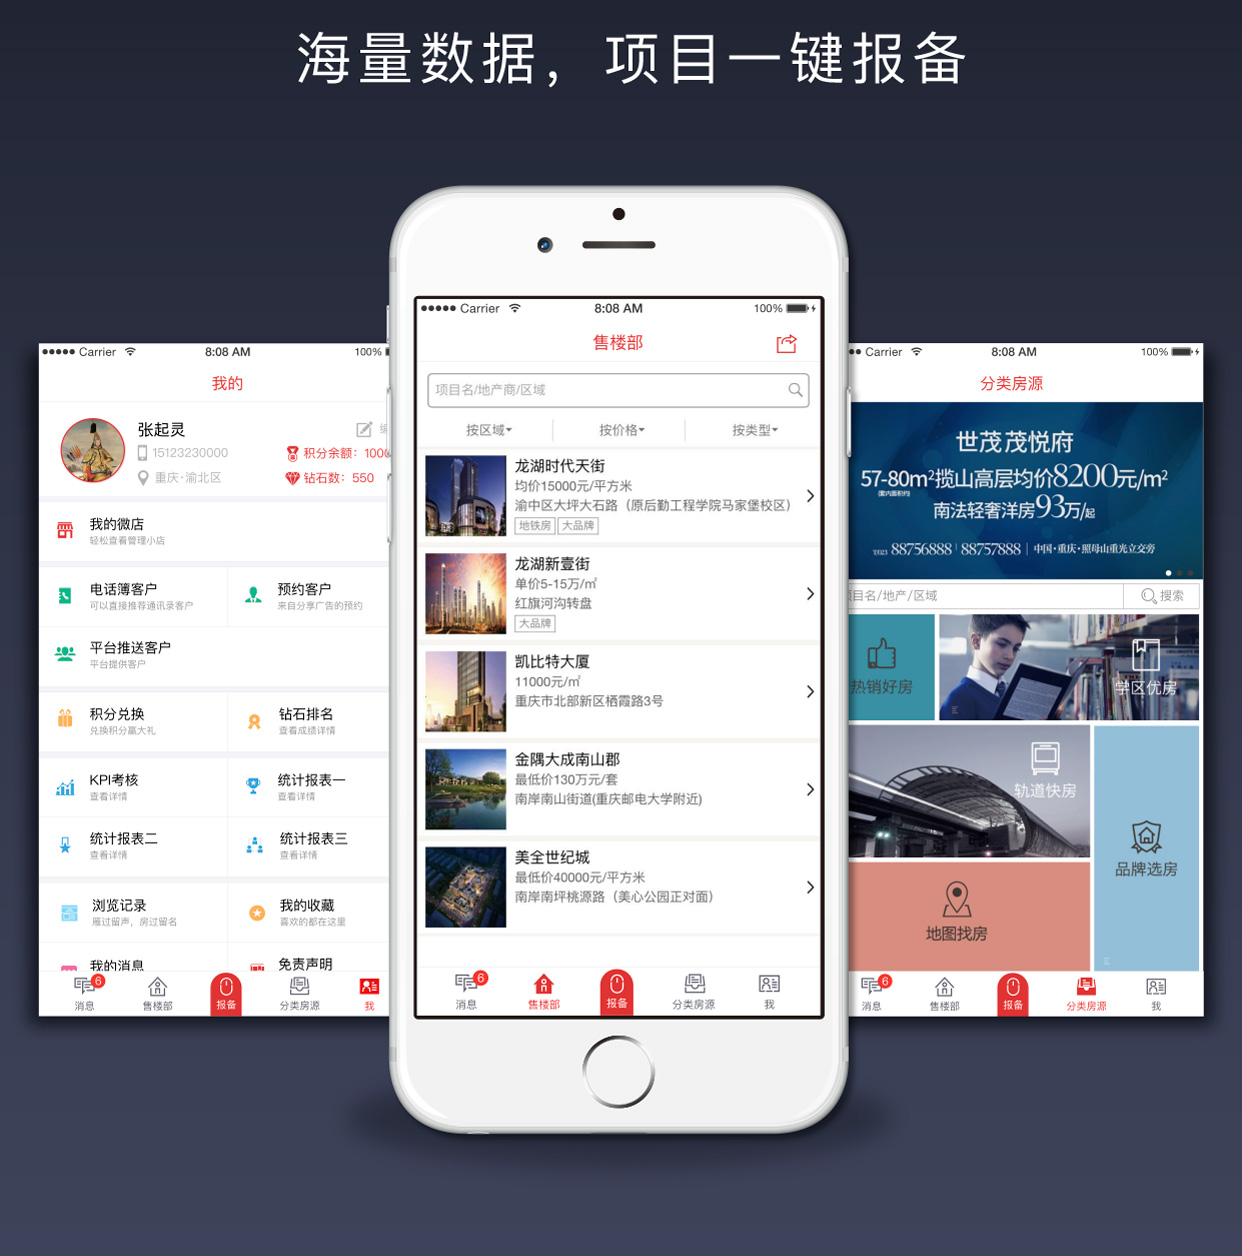 海量数据，项目一键报备
Carrier 8:08 AM 100%
我的
张起灵
15123230000
积分余额：100
重庆·渝北区
钻石数：550
我的微店
轻松查看管理小店
电话簿客户
可以直接推荐通讯录客户
预约客户
来自分享广告的预约
平台推送客户
平台提供客户
积分兑换
兑换积分赢大礼
钻石排名
查看成绩详情
KPI考核
查看详情
统计报表一
查看详情
统计报表二
查看详情
统计报表三
查看详情
浏览记录
雁过留声，房过留名
我的收藏
喜欢的都在这里
我的消息
免责声明
6
消息 售楼部 报备 分类房源 我
Carrier 8:08 AM 100%
售楼部
项目名/地产商/区域
按区域 按价格 按类型
龙湖时代天街
均价15000元/平方米
渝中区大坪大石路（原后勤工程学院马家堡校区）
地铁房 大品牌
龙湖新壹街
单价5-15万/㎡
红旗河沟转盘
大品牌
凯比特大厦
11000元/㎡
重庆市北部新区栖霞路3号
金隅大成南山郡
最低价130万元/套
南岸南山街道(重庆邮电大学附近)
美全世纪城
最低价40000元/平方米
南岸南坪桃源路（美心公园正对面）
6
消息 售楼部 报备 分类房源 我
Carrier 8:08 AM 100%
分类房源
世茂茂悦府
57-80m²揽山高层均价8200元/m²
(套内面积约)
南法轻奢洋房93万/起
T/023 88756888 | 88757888 | 中国·重庆·照母山重光立交旁
项目名/地产/区域
搜索
热销好房
学区优房
轨道快房
品牌选房
地图找房
6
消息 售楼部 报备 分类房源 我